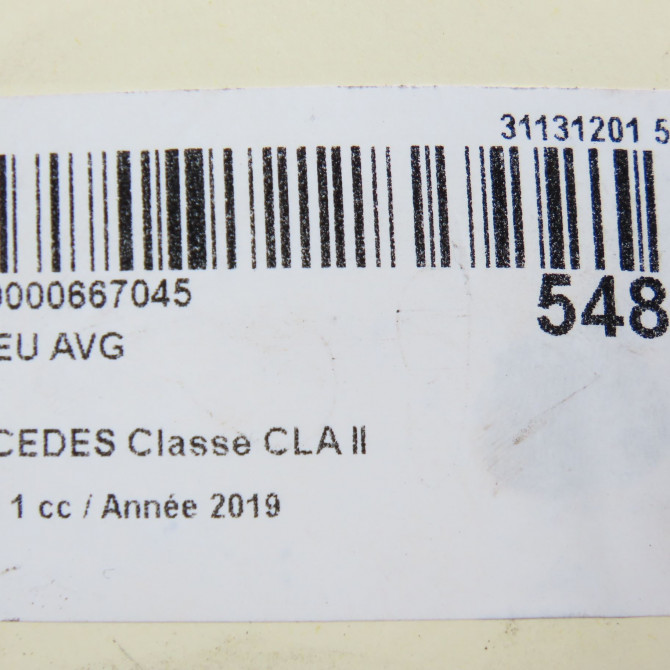 31131201 5
0000667045
548
EU AVG
CEDES Classe CLA II
1 cc / Année 2019